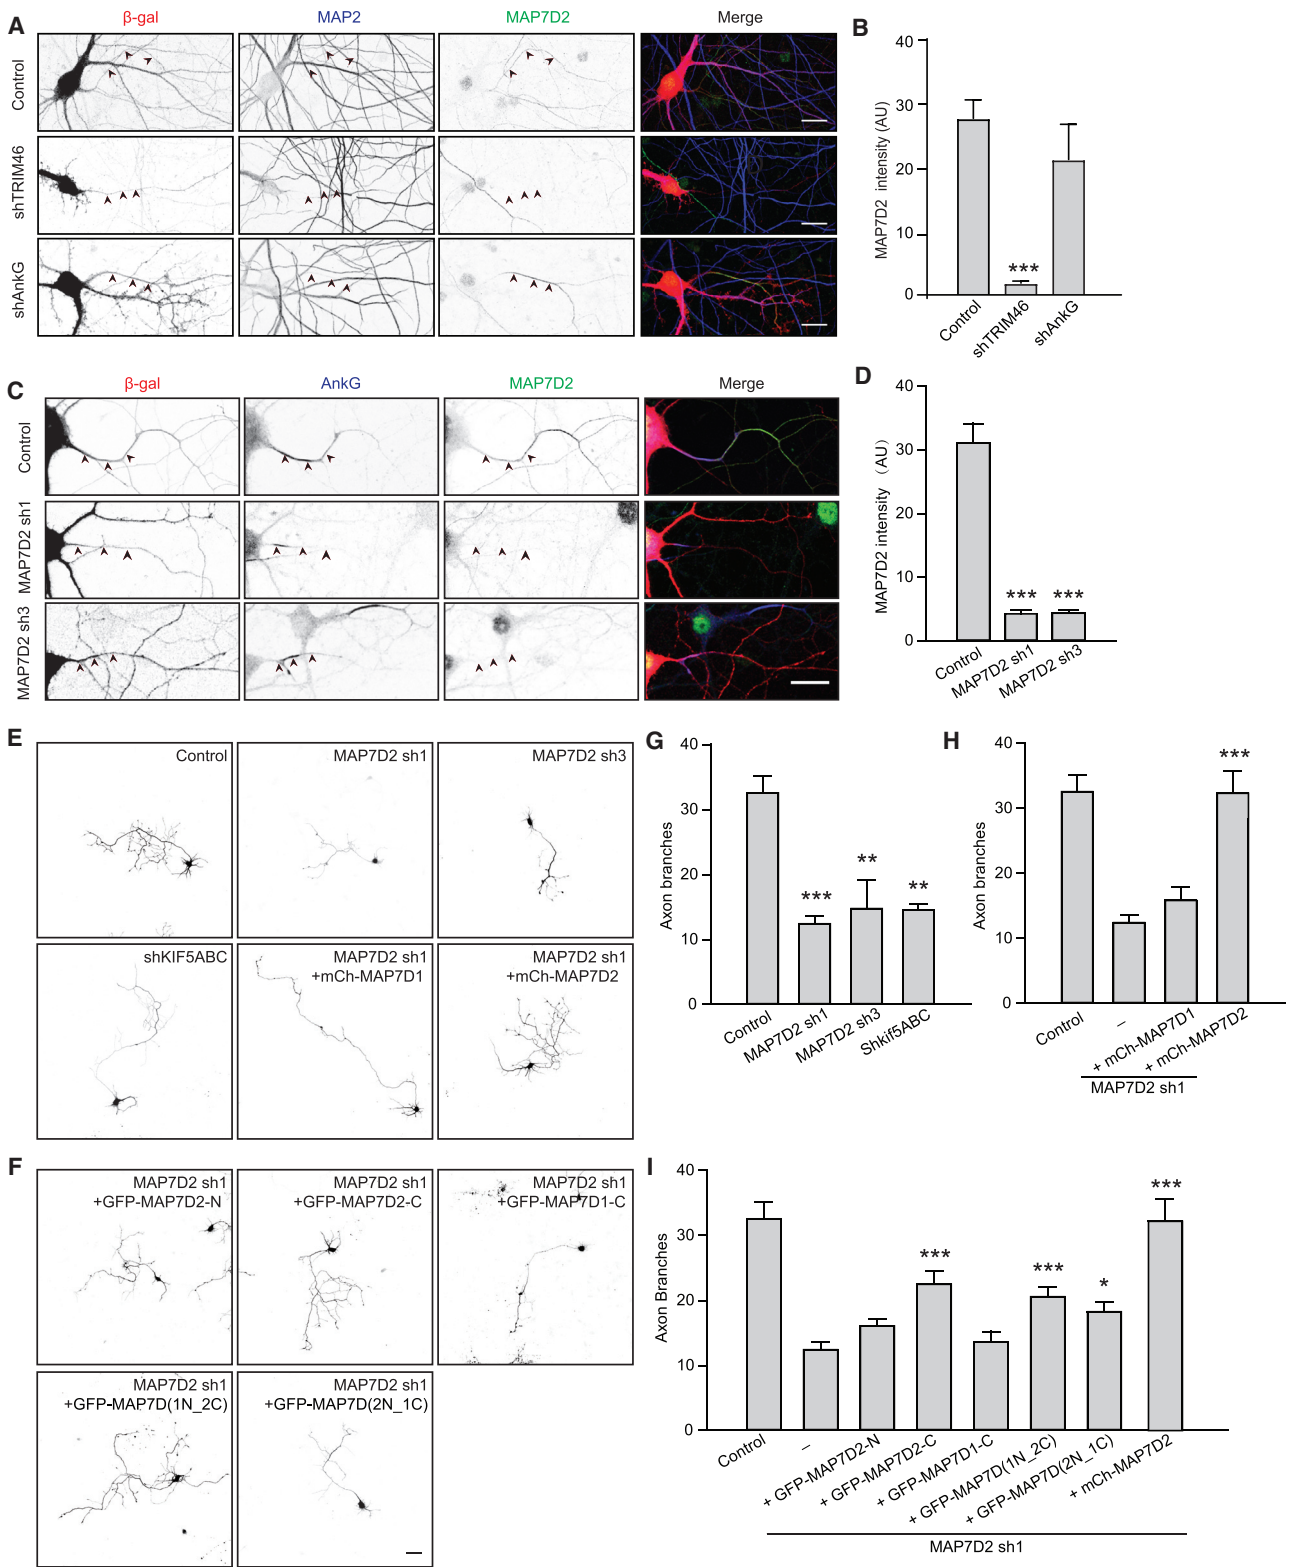 A
β-gal
MAP2
MAP7D2
Merge
Control
shTRIM46
shAnkG
B
MAP7D2 intensity (AU)
40
30
20
10
0
***
Control
shTRIM46
shAnkG
C
β-gal
AnkG
MAP7D2
Merge
Control
MAP7D2 sh1
MAP7D2 sh3
D
MAP7D2 intensity (AU)
40
30
20
10
0
***
***
Control
MAP7D2 sh1
MAP7D2 sh3
E
Control
MAP7D2 sh1
MAP7D2 sh3
shKIF5ABC
MAP7D2 sh1
+mCh-MAP7D1
MAP7D2 sh1
+mCh-MAP7D2
F
MAP7D2 sh1
+GFP-MAP7D2-N
MAP7D2 sh1
+GFP-MAP7D2-C
MAP7D2 sh1
+GFP-MAP7D1-C
MAP7D2 sh1
+GFP-MAP7D(1N_2C)
MAP7D2 sh1
+GFP-MAP7D(2N_1C)
G
Axon branches
40
30
20
10
0
***
**
**
Control
MAP7D2 sh1
MAP7D2 sh3
Shkif5ABC
H
Axon branches
40
30
20
10
0
***
Control
–
+ mCh-MAP7D1
+ mCh-MAP7D2
MAP7D2 sh1
I
Axon Branches
40
30
20
10
0
***
***
*
***
Control
–
+ GFP-MAP7D2-N
+ GFP-MAP7D2-C
+ GFP-MAP7D1-C
+ GFP-MAP7D(1N_2C)
+ GFP-MAP7D(2N_1C)
+ mCh-MAP7D2
MAP7D2 sh1